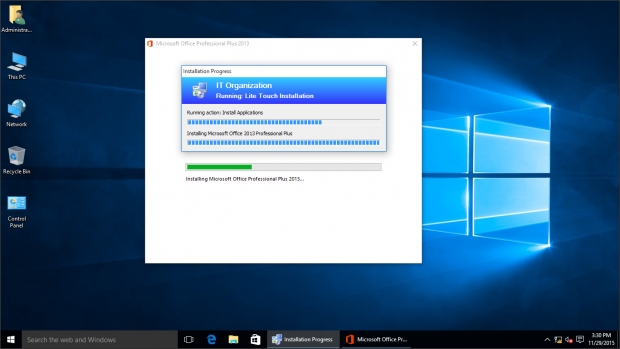 Administra...
This PC
Network
Recycle Bin
Control
Panel
Microsoft Office Professional Plus 2013
Installation Progress
IT Organization
Running: Lite Touch Installation
Running action: Install Applications
Installing Microsoft Office 2013 Professional Plus
Installing Microsoft Office Professional Plus 2013...
Search the web and Windows
Installation Progress
Microsoft Office Pr...
3:30 PM
11/29/2015